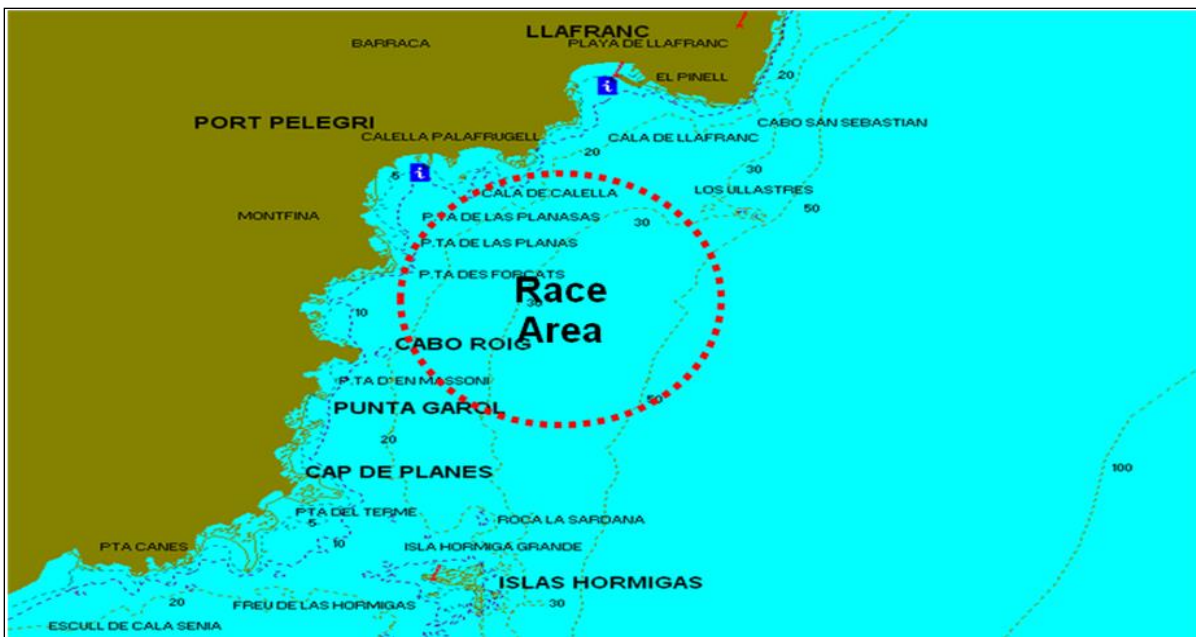 LLAFRANC
BARRACA
PLAYA DE LLAFRANC
EL PINELL
20
i
PORT PELEGRI
CABO SAN SEBASTIAN
CALELLA PALAFRUGELL
CALA DE LLAFRANC
20
30
5
i
CALA DE CALELLA
LOS ULLASTRES
50
MONTFINA
P.TA DE LAS PLANASAS
30
P.TA DE LAS PLANAS
P.TA DES FORCATS
Race
30
10
Area
CABO ROIG
P.TA D'EN MASSONI
50
PUNTA GAROL
20
CAP DE PLANES
100
PTA DEL TERME
5
ROCA LA SARDANA
10
PTA CANES
ISLA HORMIGA GRANDE
ISLAS HORMIGAS
20
FREU DE LAS HORMIGAS
30
ESCULL DE CALA SENIA